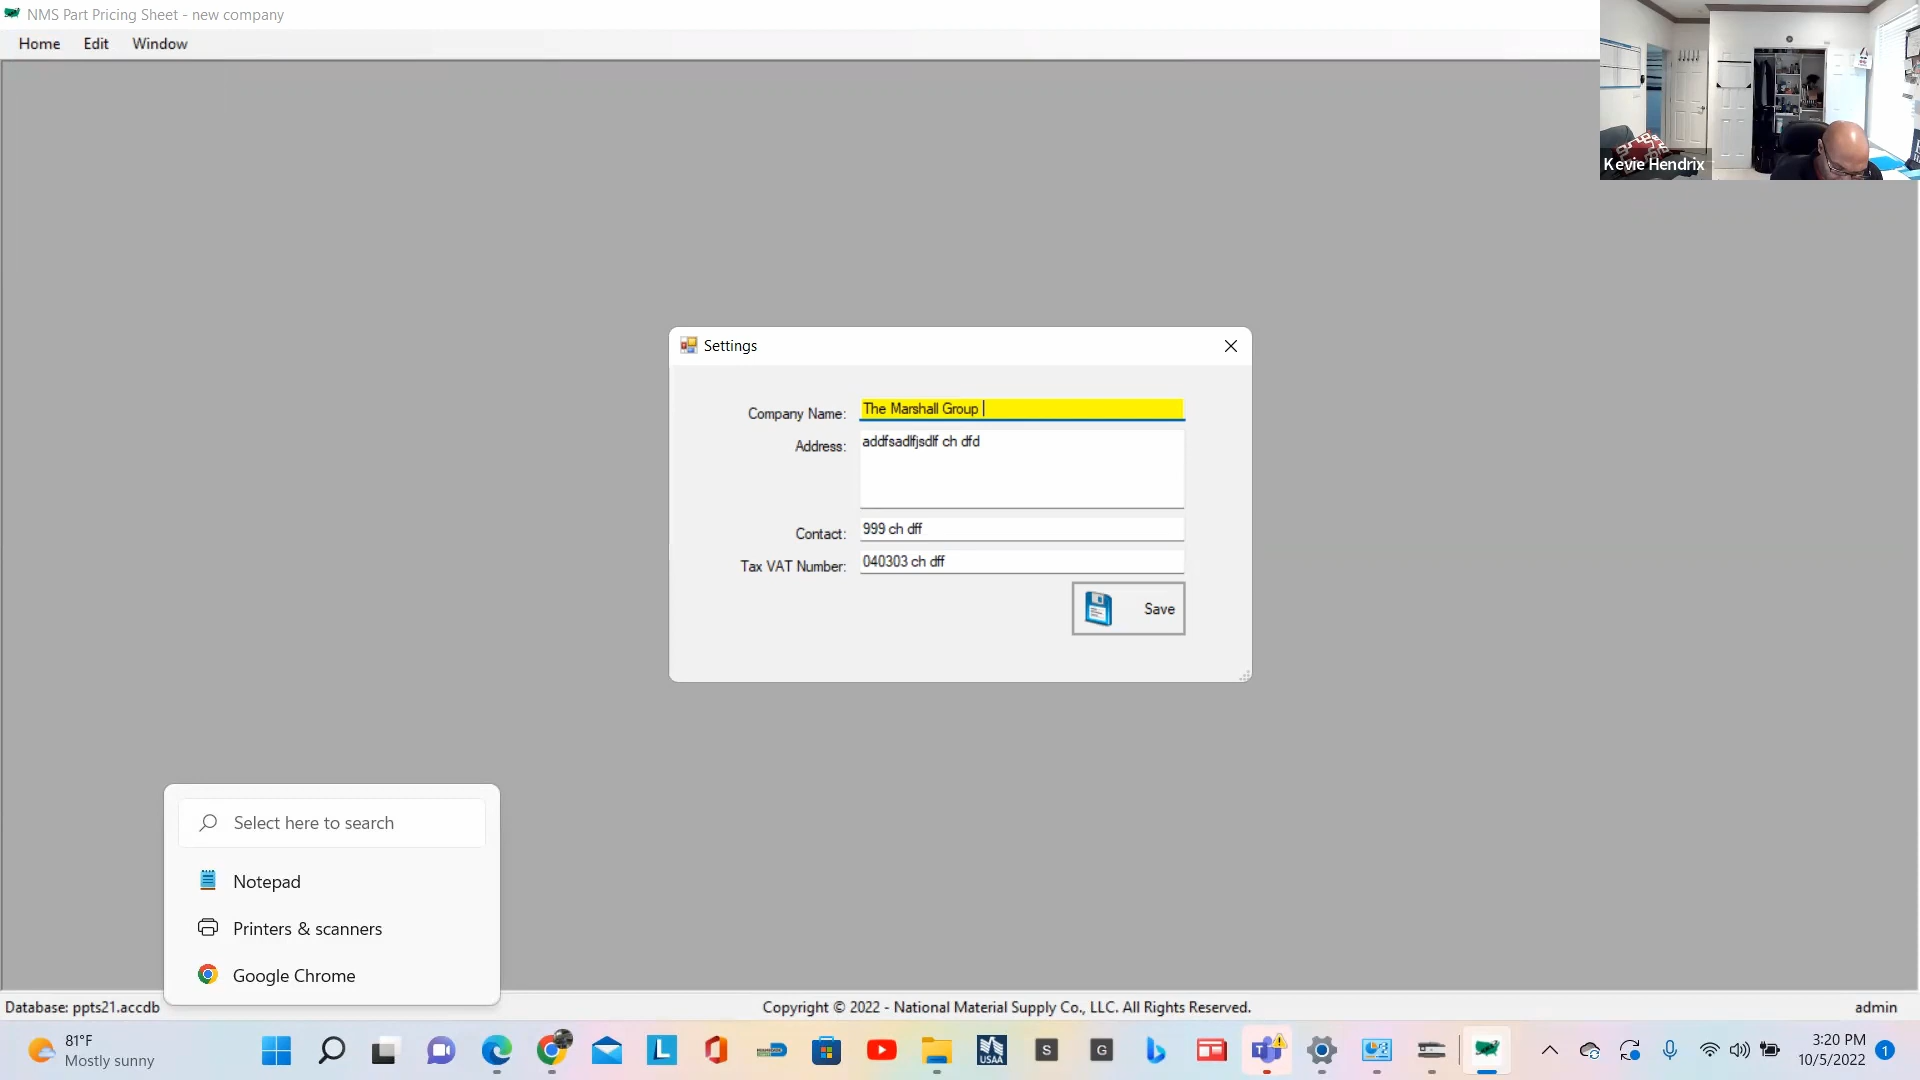 NMS Part Pricing Sheet - new company
Home Edit Window
Kevie Hendrix
Settings
Company Name: The Marshall Group
Address: addfsadlfjsdlf ch dfd
Contact: 999 ch dff
Tax VAT Number: 040303 ch dff
Save
Select here to search
Notepad
Printers & scanners
Google Chrome
Database: ppts21.accdb
Copyright © 2022 - National Material Supply Co., LLC. All Rights Reserved.
admin
81°F
Mostly sunny
L
USAA
S
G
3:20 PM
10/5/2022
1